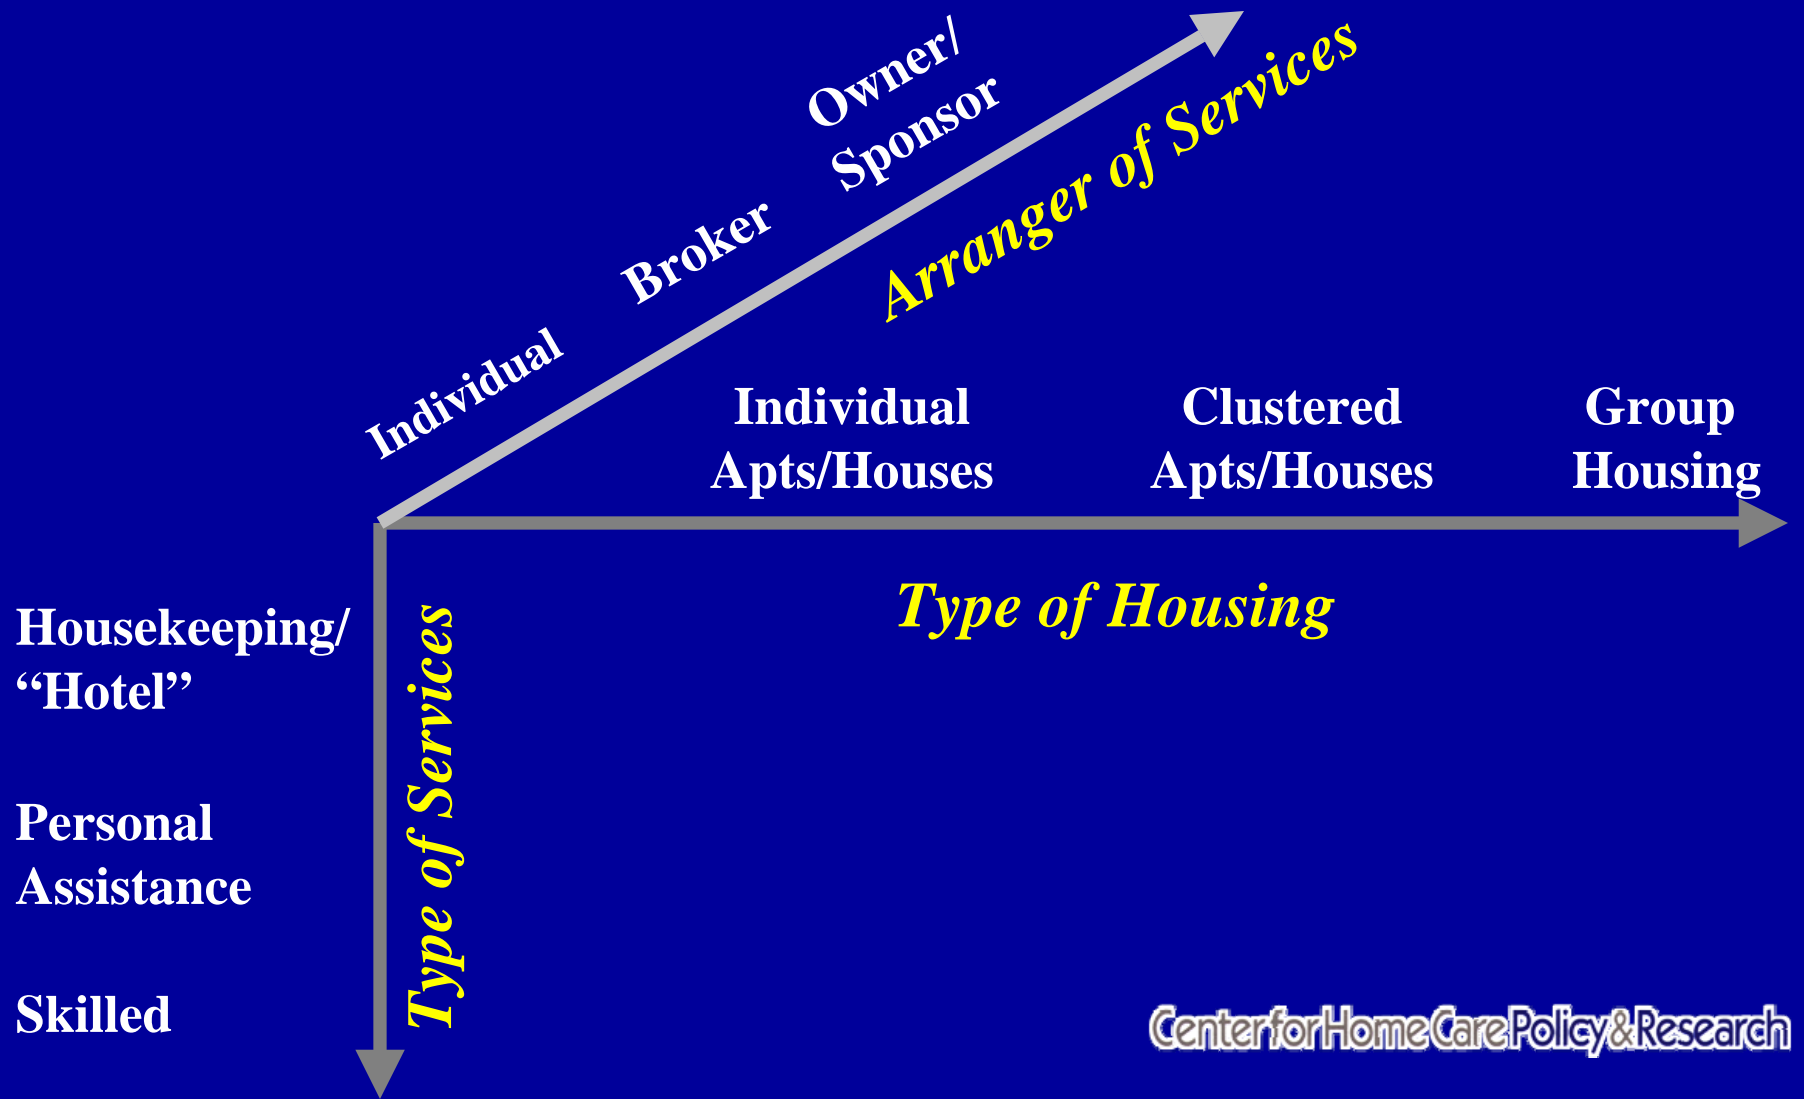 Owner/
Sponsor
Broker
Individual
Arranger of Services
Individual
Apts/Houses
Clustered
Apts/Houses
Group
Housing
Type of Housing
Housekeeping/
“Hotel”
Personal
Assistance
Skilled
Type of Services
Center for Home Care Policy & Research